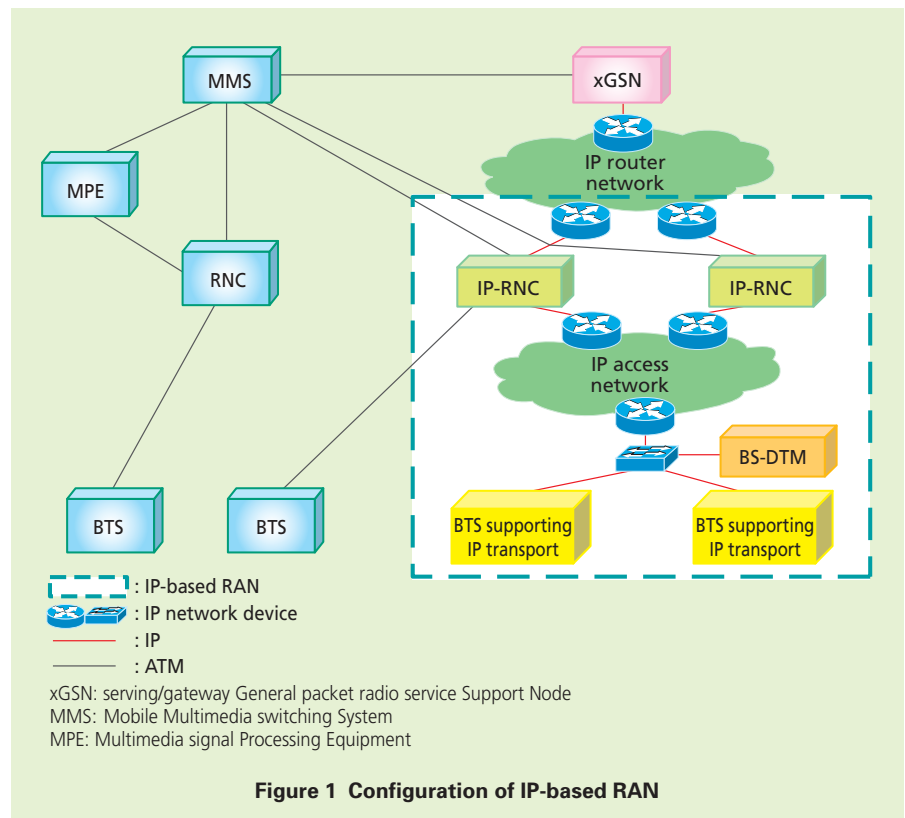 MMS
xGSN
IP router
network
MPE
RNC
IP-RNC
IP-RNC
IP access
network
BS-DTM
BTS
BTS
BTS supporting
IP transport
BTS supporting
IP transport
: IP-based RAN
: IP network device
: IP
: ATM
xGSN: serving/gateway General packet radio service Support Node
MMS: Mobile Multimedia switching System
MPE: Multimedia signal Processing Equipment
Figure 1 Configuration of IP-based RAN